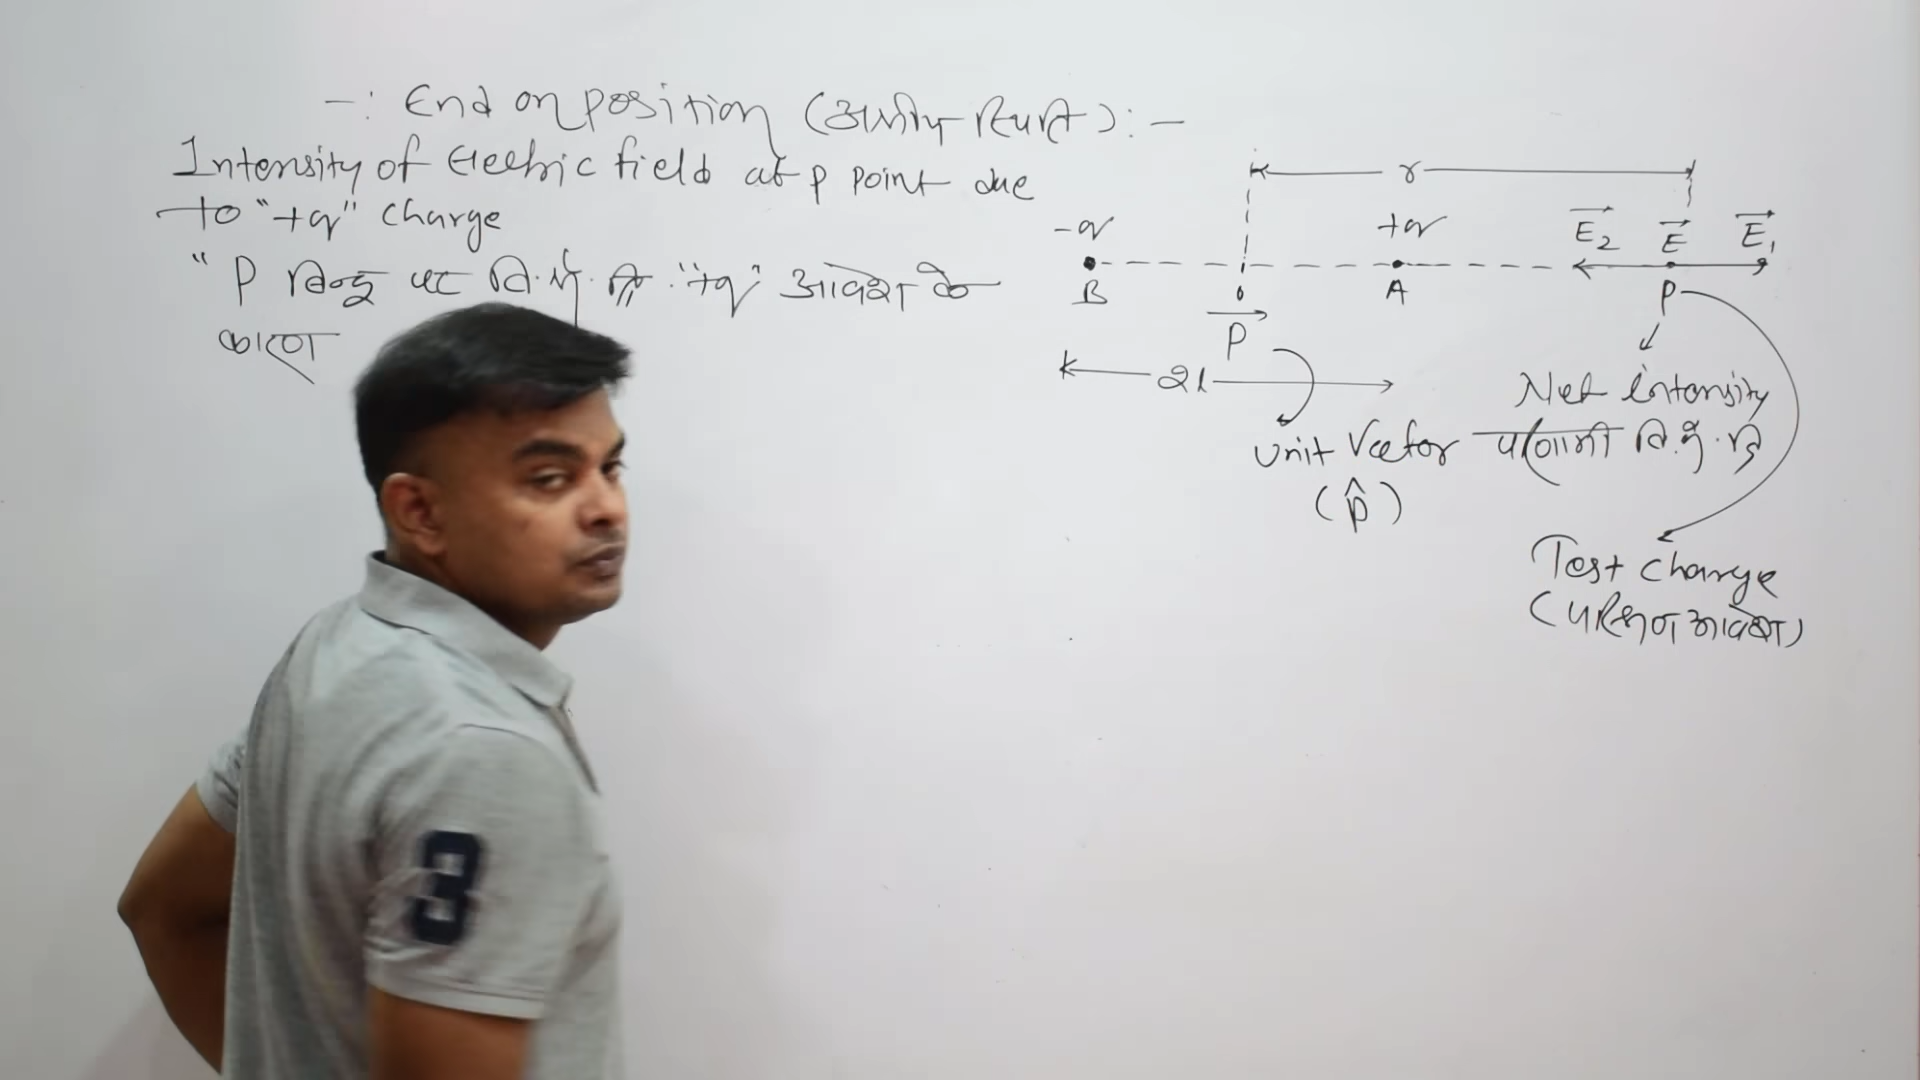 -: End on position (अक्षीय स्थिति) :-
Intensity of Electric field at P point due
to "+q" charge
"P बिन्दु पर वि.क्षे. की "+q" आवेश के
कारण
r
-q
+q
E₂ E E₁
B O A P
P
2l
Unit Vector
(p̂)
Net intensity
परिणामी वि.क्षे.
Test charge
(परीक्षण आवेश)
3